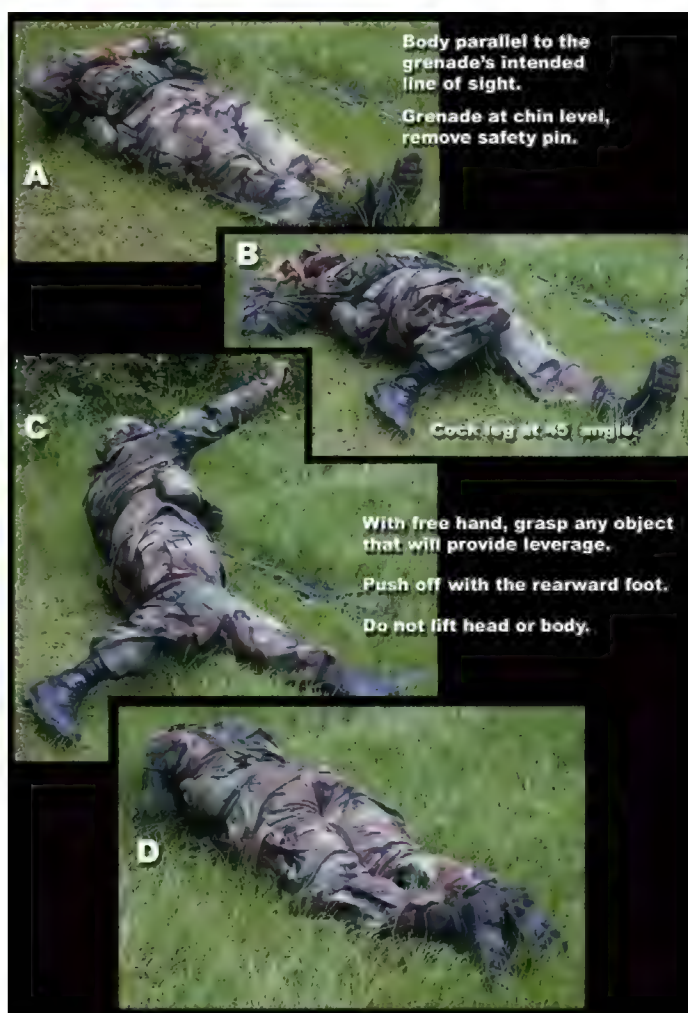 Body parallel to the
grenade's intended
line of sight.
Grenade at chin level,
remove safety pin.
A
B
Cock leg at 45 angle.
C
With free hand, grasp any object
that will provide leverage.
Push off with the rearward foot.
Do not lift head or body.
D